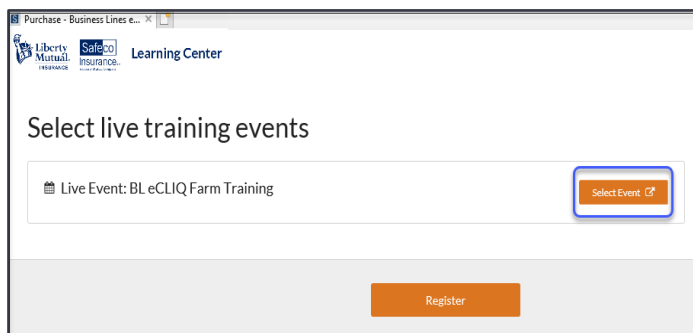 Purchase - Business Lines e...
Liberty Mutual. INSURANCE
Safeco Insurance.
Learning Center
Select live training events
Live Event: BL eCLIQ Farm Training
Select Event
Register